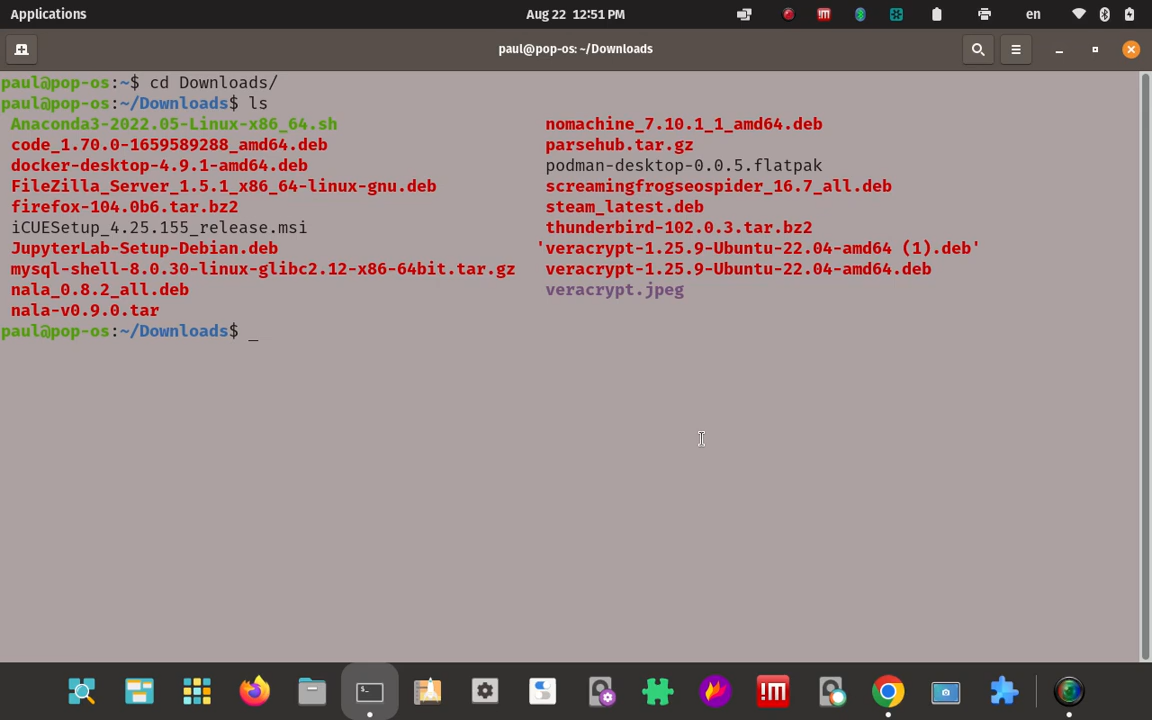 Applications
Aug 22 12:51 PM
en
paul@pop-os: ~/Downloads
paul@pop-os:~$ cd Downloads/
paul@pop-os:~/Downloads$ ls
Anaconda3-2022.05-Linux-x86_64.sh nomachine_7.10.1_1_amd64.deb
code_1.70.0-1659589288_amd64.deb parsehub.tar.gz
docker-desktop-4.9.1-amd64.deb podman-desktop-0.0.5.flatpak
FileZilla_Server_1.5.1_x86_64-linux-gnu.deb screamingfrogseospider_16.7_all.deb
firefox-104.0b6.tar.bz2 steam_latest.deb
iCUESetup_4.25.155_release.msi thunderbird-102.0.3.tar.bz2
JupyterLab-Setup-Debian.deb 'veracrypt-1.25.9-Ubuntu-22.04-amd64 (1).deb'
mysql-shell-8.0.30-linux-glibc2.12-x86-64bit.tar.gz veracrypt-1.25.9-Ubuntu-22.04-amd64.deb
nala_0.8.2_all.deb veracrypt.jpeg
nala-v0.9.0.tar
paul@pop-os:~/Downloads$ _